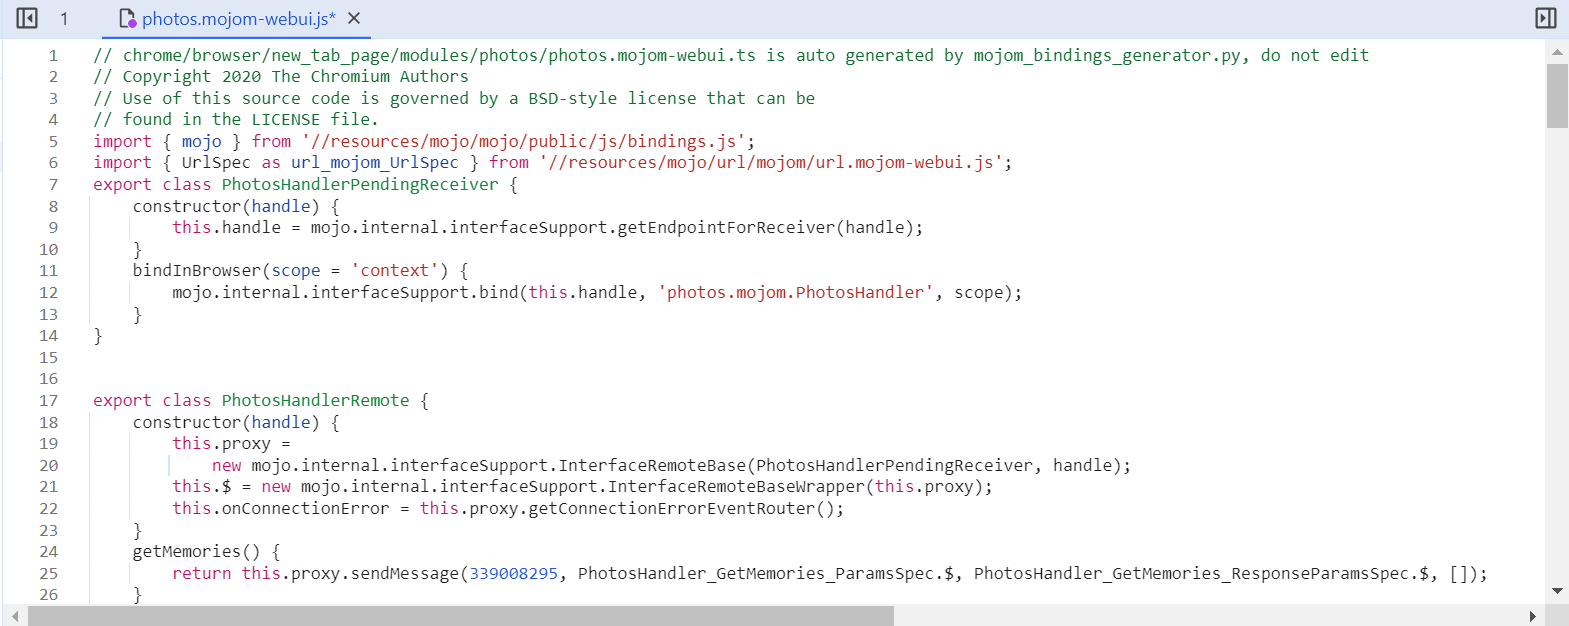 1 photos.mojom-webui.js* ×
1 // chrome/browser/new_tab_page/modules/photos/photos.mojom-webui.ts is auto generated by mojom_bindings_generator.py, do not edit
2 // Copyright 2020 The Chromium Authors
3 // Use of this source code is governed by a BSD-style license that can be
4 // found in the LICENSE file.
5 import { mojo } from '//resources/mojo/mojo/public/js/bindings.js';
6 import { UrlSpec as url_mojom_UrlSpec } from '//resources/mojo/url/mojom/url.mojom-webui.js';
7 export class PhotosHandlerPendingReceiver {
8     constructor(handle) {
9         this.handle = mojo.internal.interfaceSupport.getEndpointForReceiver(handle);
10     }
11     bindInBrowser(scope = 'context') {
12         mojo.internal.interfaceSupport.bind(this.handle, 'photos.mojom.PhotosHandler', scope);
13     }
14 }
15
16
17 export class PhotosHandlerRemote {
18     constructor(handle) {
19         this.proxy =
20             new mojo.internal.interfaceSupport.InterfaceRemoteBase(PhotosHandlerPendingReceiver, handle);
21         this.$ = new mojo.internal.interfaceSupport.InterfaceRemoteBaseWrapper(this.proxy);
22         this.onConnectionError = this.proxy.getConnectionErrorEventRouter();
23     }
24     getMemories() {
25         return this.proxy.sendMessage(339008295, PhotosHandler_GetMemories_ParamsSpec.$, PhotosHandler_GetMemories_ResponseParamsSpec.$, []);
26     }